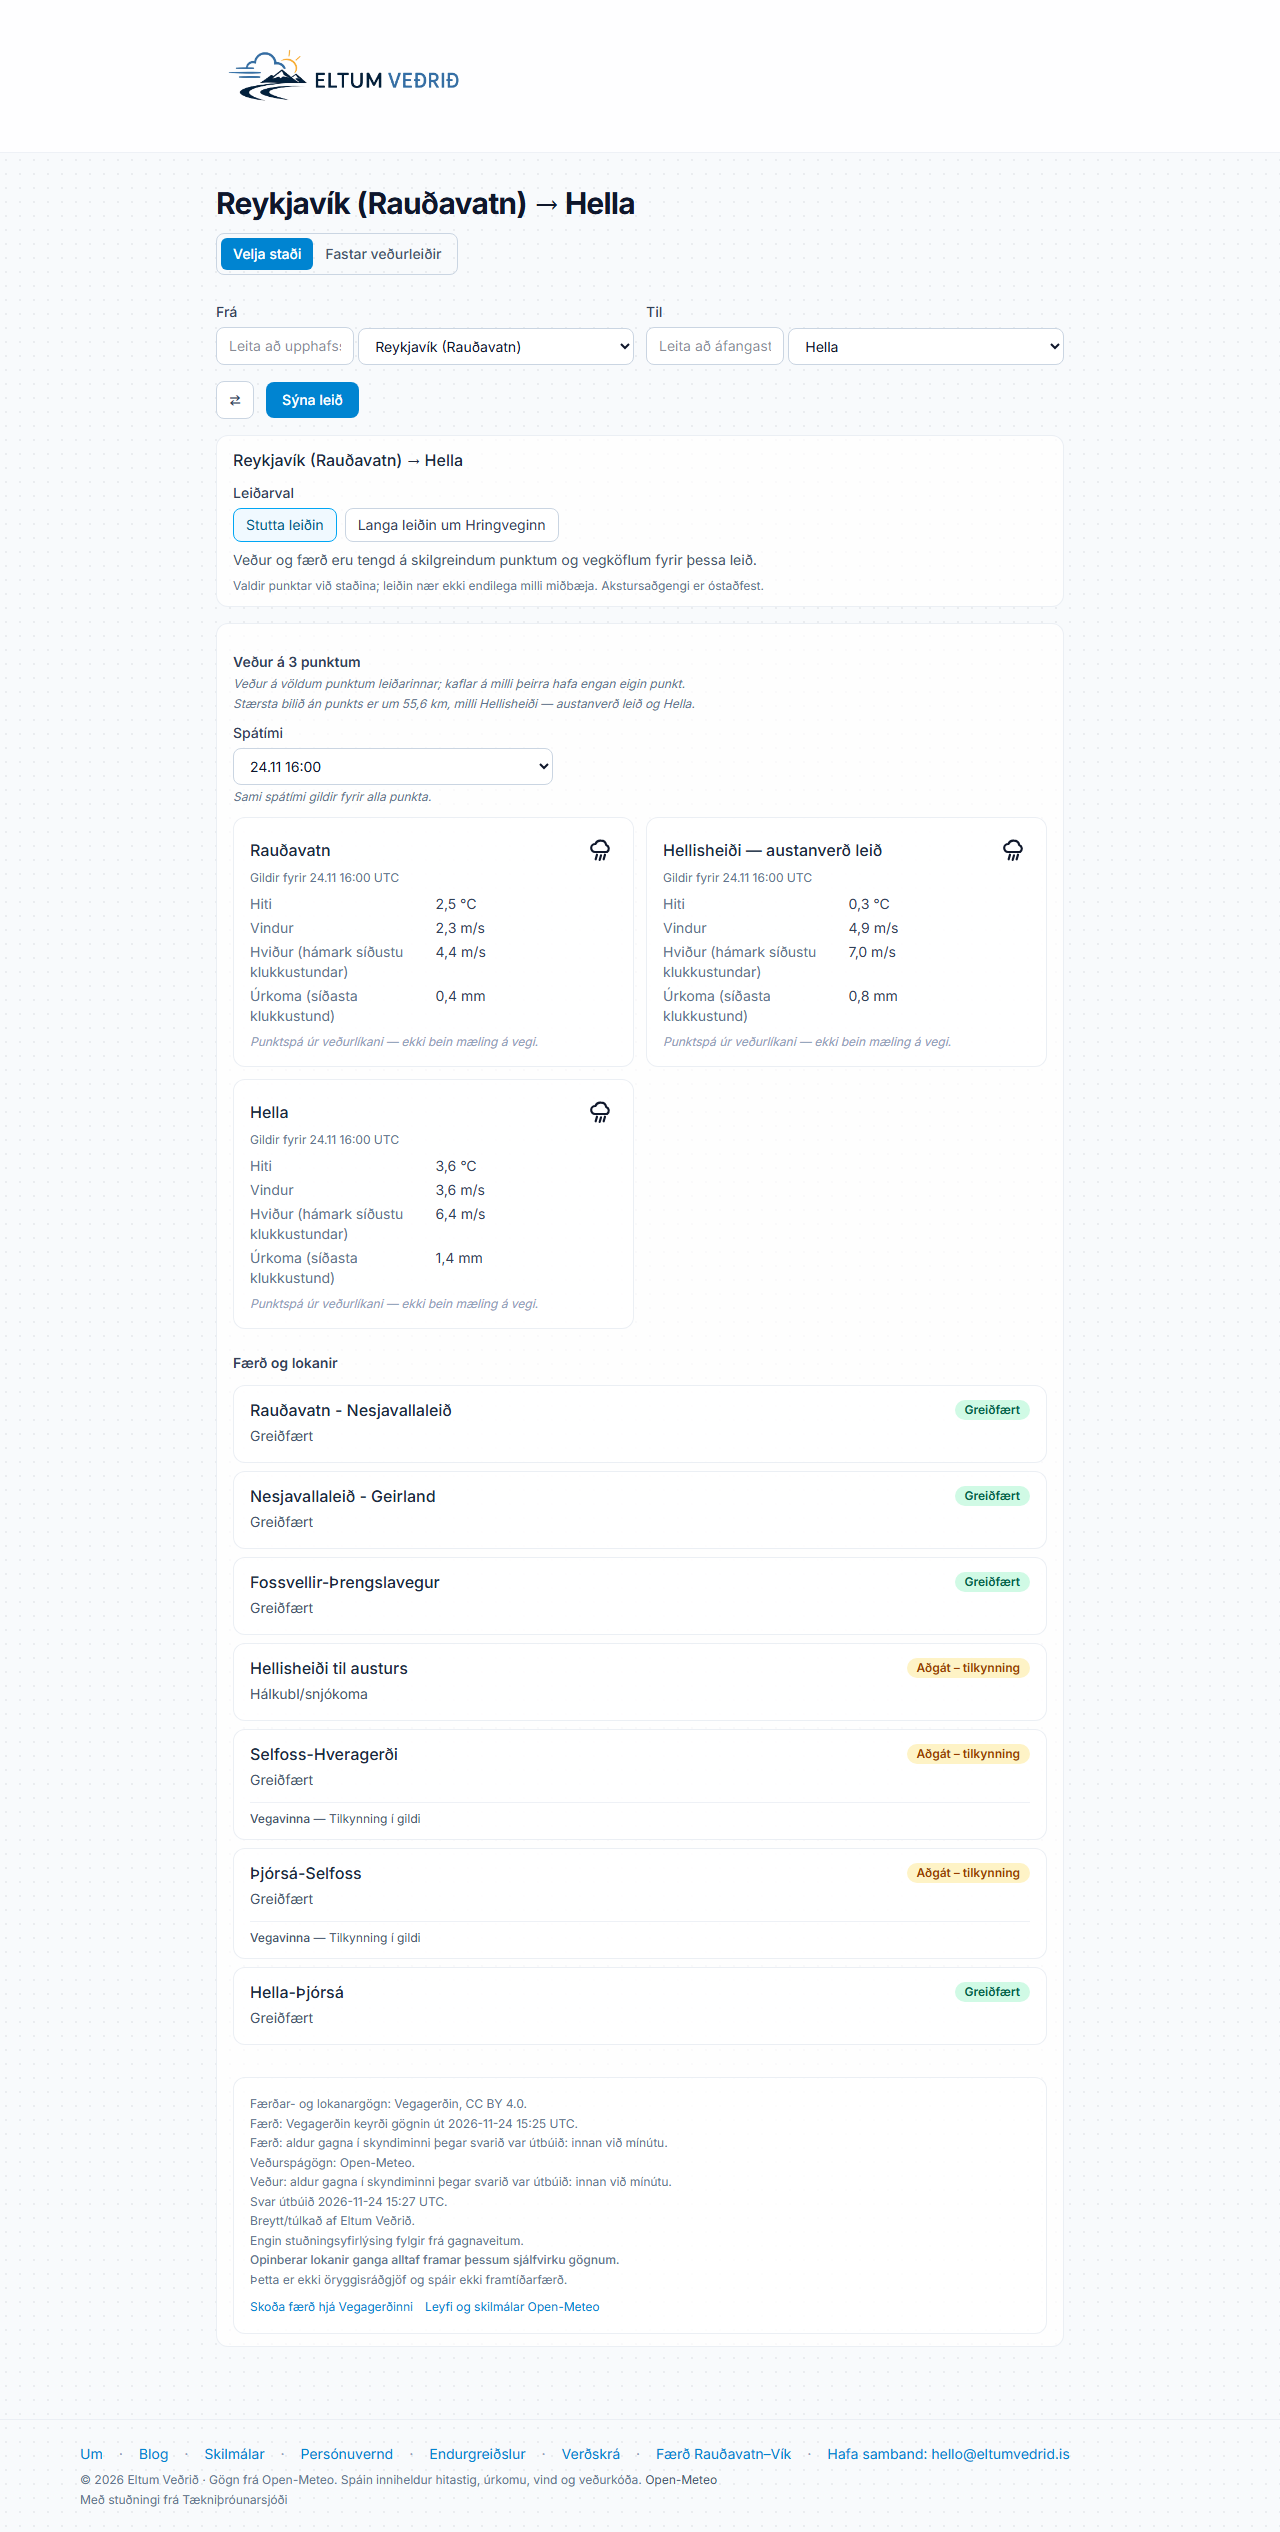 ELTUM VEÐRIÐ
Reykjavík (Rauðavatn) → Hella
Velja staði
Fastar veðurleiðir
Frá
Til
Leita að upphafs
Reykjavík (Rauðavatn)
Leita að áfangast
Hella
⇄
Sýna leið
Reykjavík (Rauðavatn) → Hella
Leiðarval
Stutta leiðin
Langa leiðin um Hringveginn
Veður og færð eru tengd á skilgreindum punktum og vegköflum fyrir þessa leið.
Valdir punktar við staðina; leiðin nær ekki endilega milli miðbæja. Akstursaðgengi er óstaðfest.
Veður á 3 punktum
Veður á völdum punktum leiðarinnar; kaflar á milli þeirra hafa engan eigin punkt.
Stærsta bilið án punkts er um 55,6 km, milli Hellisheiði — austanverð leið og Hella.
Spátími
24.11 16:00
Sami spátími gildir fyrir alla punkta.
Rauðavatn
Gildir fyrir 24.11 16:00 UTC
Hiti 2,5 °C
Vindur 2,3 m/s
Hviður (hámark síðustu klukkustundar) 4,4 m/s
Úrkoma (síðasta klukkustund) 0,4 mm
Punktspá úr veðurlíkani — ekki bein mæling á vegi.
Hellisheiði — austanverð leið
Gildir fyrir 24.11 16:00 UTC
Hiti 0,3 °C
Vindur 4,9 m/s
Hviður (hámark síðustu klukkustundar) 7,0 m/s
Úrkoma (síðasta klukkustund) 0,8 mm
Punktspá úr veðurlíkani — ekki bein mæling á vegi.
Hella
Gildir fyrir 24.11 16:00 UTC
Hiti 3,6 °C
Vindur 3,6 m/s
Hviður (hámark síðustu klukkustundar) 6,4 m/s
Úrkoma (síðasta klukkustund) 1,4 mm
Punktspá úr veðurlíkani — ekki bein mæling á vegi.
Færð og lokanir
Rauðavatn - Nesjavallaleið
Greiðfært
Greiðfært
Nesjavallaleið - Geirland
Greiðfært
Greiðfært
Fossvellir-Þrengslavegur
Greiðfært
Greiðfært
Hellisheiði til austurs
Aðgát – tilkynning
Hálkubl/snjókoma
Selfoss-Hveragerði
Aðgát – tilkynning
Greiðfært
Vegavinna — Tilkynning í gildi
Þjórsá-Selfoss
Aðgát – tilkynning
Greiðfært
Vegavinna — Tilkynning í gildi
Hella-Þjórsá
Greiðfært
Greiðfært
Færðar- og lokanargögn: Vegagerðin, CC BY 4.0.
Færð: Vegagerðin keyrði gögnin út 2026-11-24 15:25 UTC.
Færð: aldur gagna í skyndiminni þegar svarið var útbúið: innan við mínútu.
Veðurspágögn: Open-Meteo.
Veður: aldur gagna í skyndiminni þegar svarið var útbúið: innan við mínútu.
Svar útbúið 2026-11-24 15:27 UTC.
Breytt/túlkað af Eltum Veðrið.
Engin stuðningsyfirlýsing fylgir frá gagnaveitum.
Opinberar lokanir ganga alltaf framar þessum sjálfvirku gögnum.
Þetta er ekki öryggisráðgjöf og spáir ekki framtíðarfærð.
Skoða færð hjá Vegagerðinni Leyfi og skilmálar Open-Meteo
Um · Blog · Skilmálar · Persónuvernd · Endurgreiðslur · Verðskrá · Færð Rauðavatn–Vík · Hafa samband: hello@eltumvedrid.is
© 2026 Eltum Veðrið · Gögn frá Open-Meteo. Spáin inniheldur hitastig, úrkomu, vind og veðurkóða. Open-Meteo
Með stuðningi frá Tækniþróunarsjóði